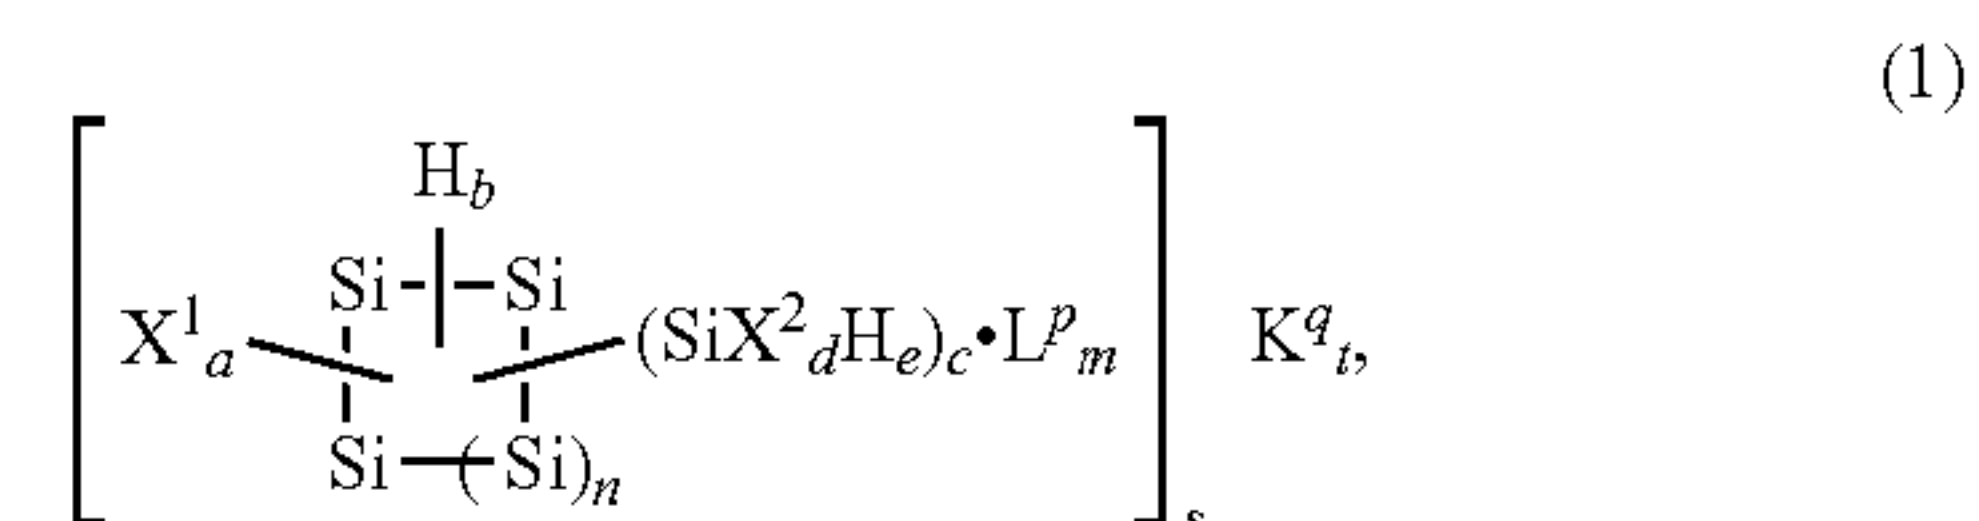 (1)
H_b
Si Si
X^1_a (SiX^2_dH_e)_c•L^p_m K^q_t,
Si (Si)_n
s